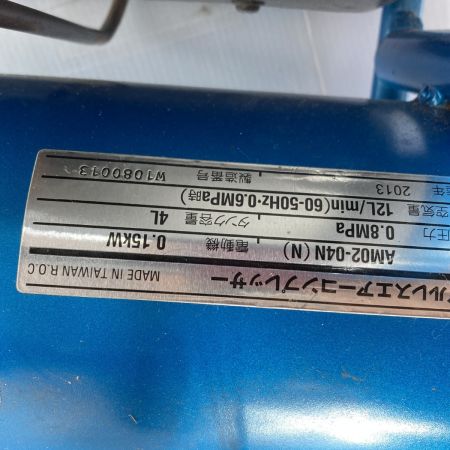 ルレスエアーコンプレッサー MADE IN TAIWAN R.O.C
AM02-04N (N) 電動機 0.15kW
圧力 0.8MPa タンク容量 4L
空気量 12L/min(60-50Hz·0.6MPa時)
年 2013 製造番号 W1080013